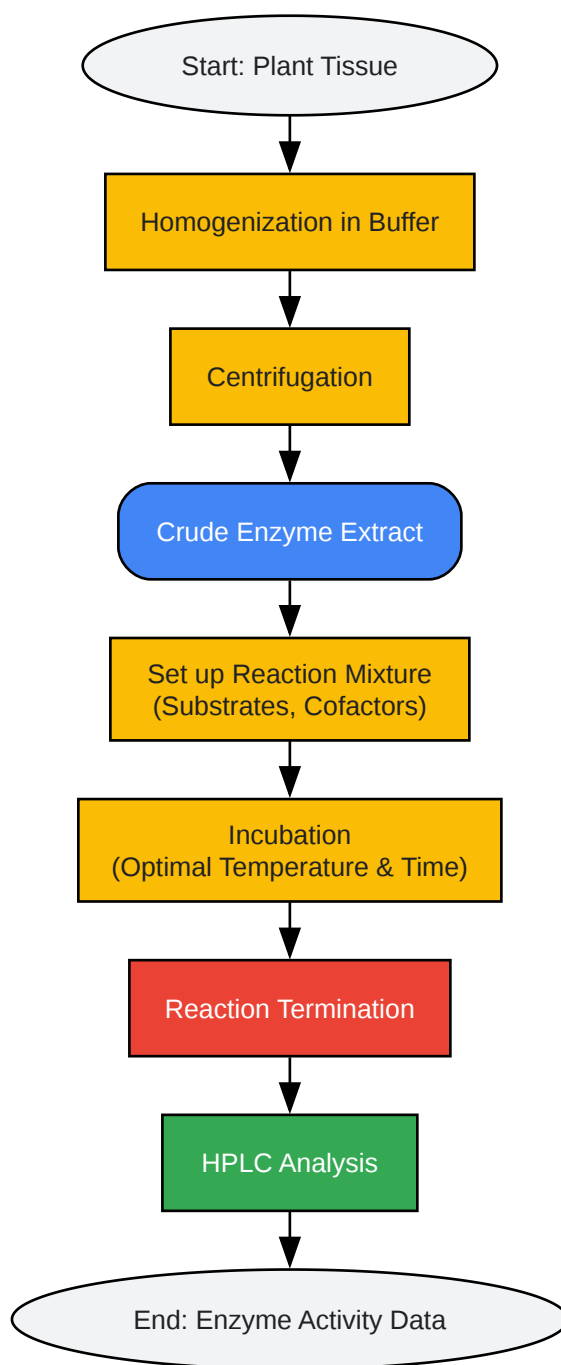 Start: Plant Tissue
Homogenization in Buffer
Centrifugation
Crude Enzyme Extract
Set up Reaction Mixture
(Substrates, Cofactors)
Incubation
(Optimal Temperature & Time)
Reaction Termination
HPLC Analysis
End: Enzyme Activity Data